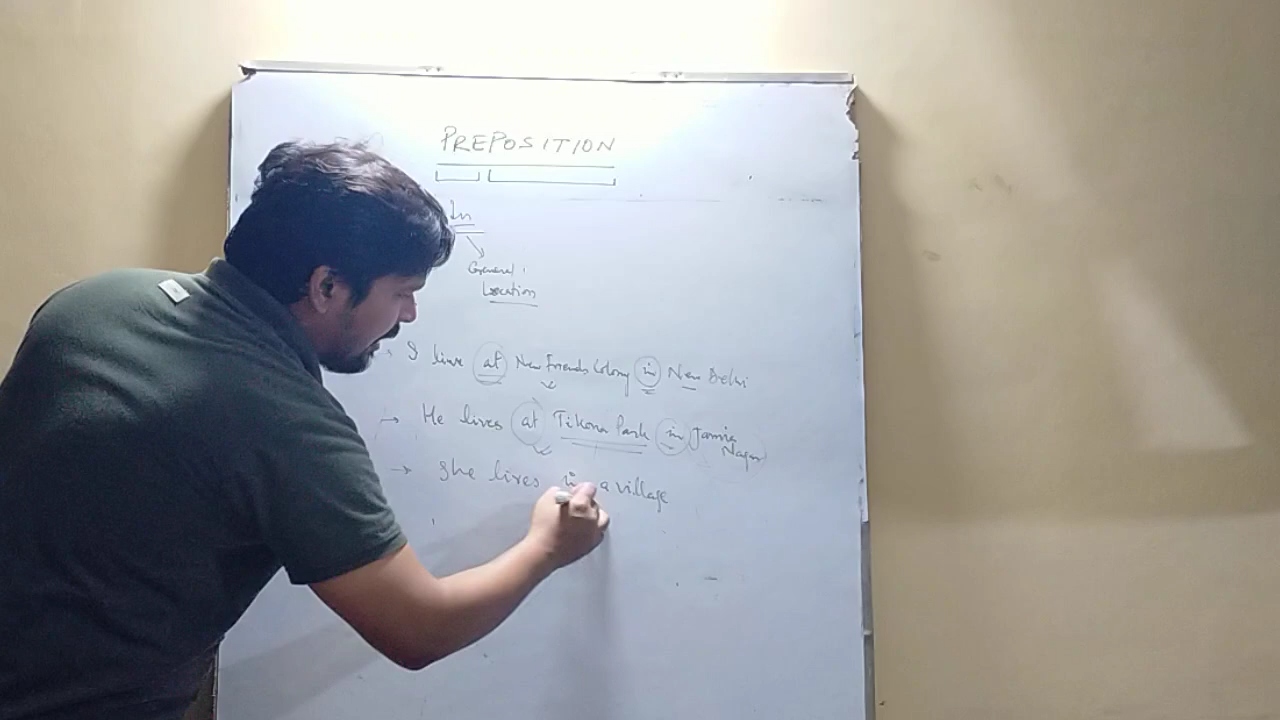 PREPOSITION
In
General
Location
I live at New Friends Colony in New Delhi
→ He lives at Tikona Park in Jamia
Nagar
→ She lives in a village